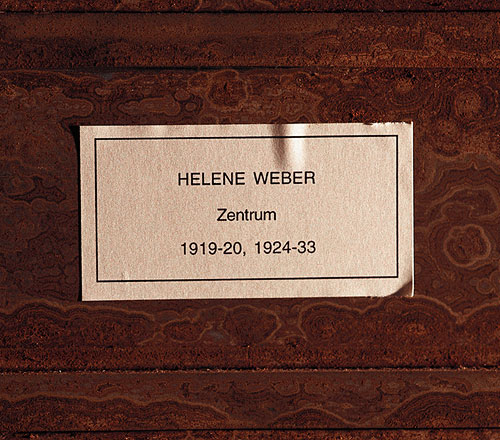 HELENE WEBER
Zentrum
1919-20, 1924-33